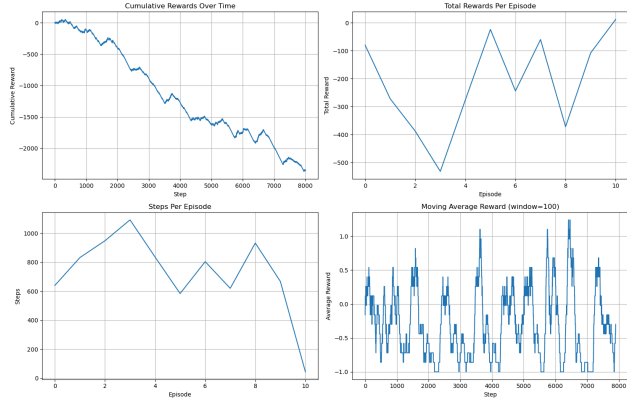 Cumulative Rewards Over Time
0
−500
−1000
−1500
−2000
Cumulative Reward
0 1000 2000 3000 4000 5000 6000 7000 8000
Step
Total Rewards Per Episode
0
−100
−200
−300
−400
−500
Total Reward
0 2 4 6 8 10
Episode
Steps Per Episode
1000
800
600
400
200
0
Steps
0 2 4 6 8 10
Episode
Moving Average Reward (window=100)
1.0
0.5
0.0
−0.5
−1.0
Average Reward
0 1000 2000 3000 4000 5000 6000 7000 8000
Step